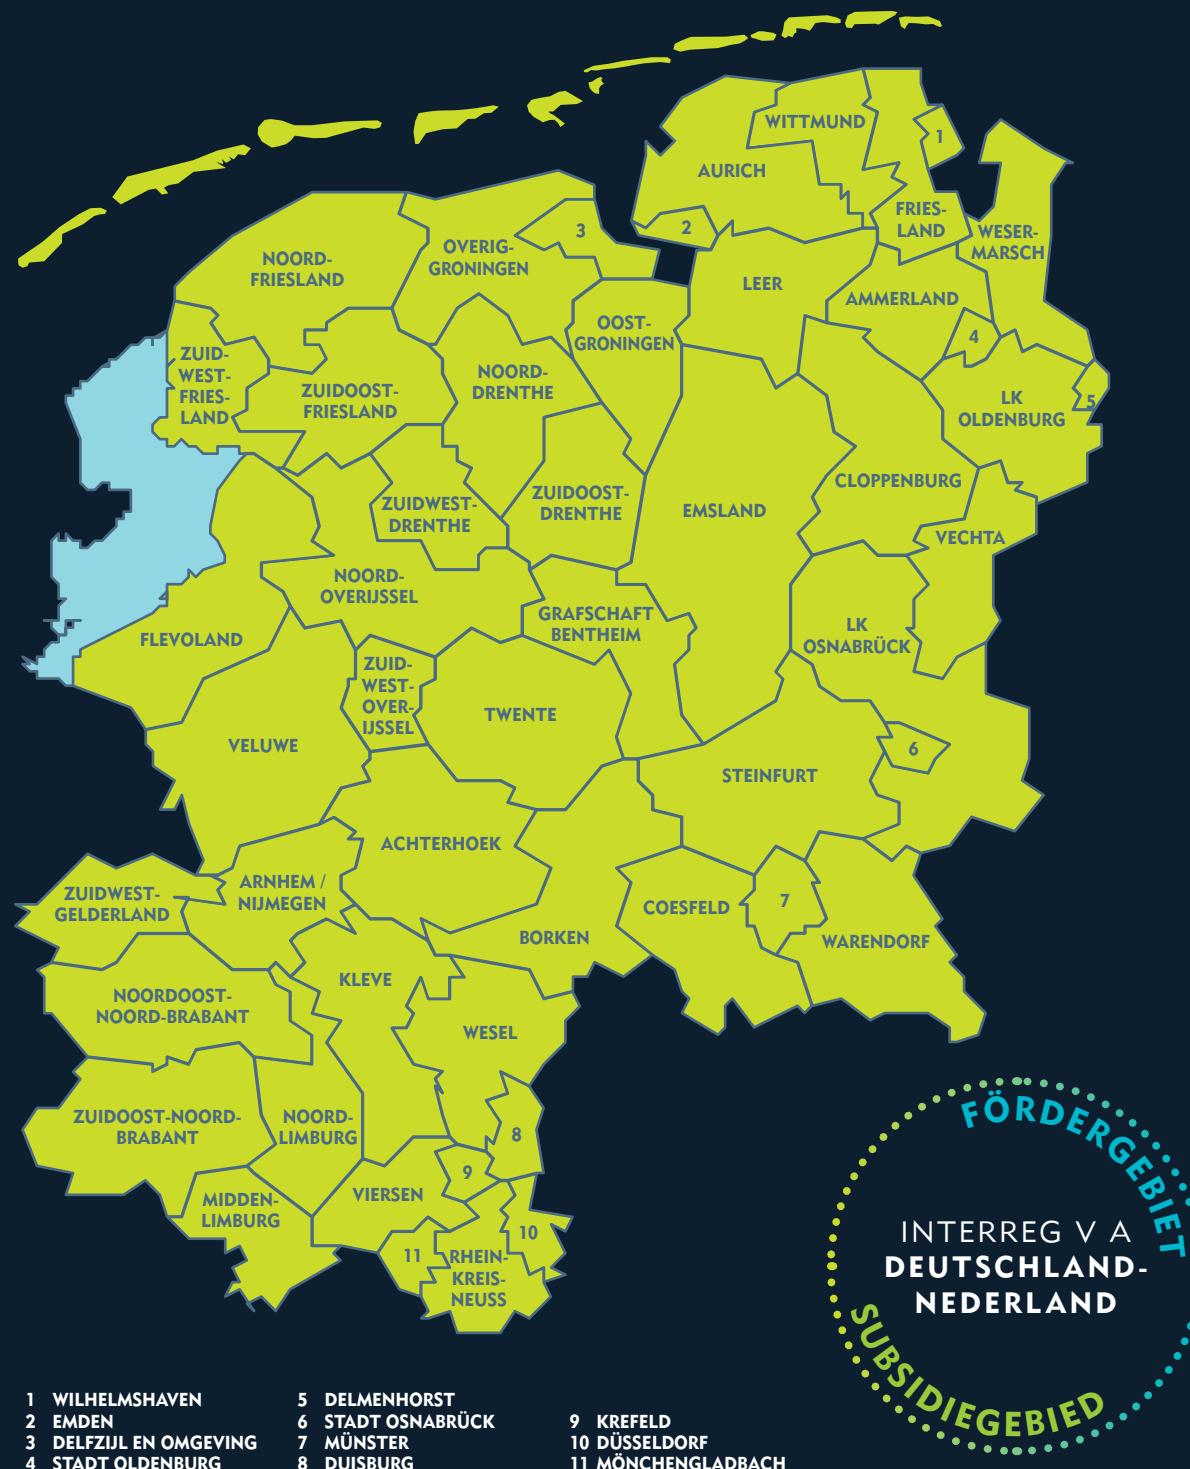 WITTMUND
1
AURICH
FRIES-
LAND
2
3
WESER-
MARSCH
OVERIG-
GRONINGEN
NOORD-
FRIESLAND
LEER
AMMERLAND
OOST-
GRONINGEN
4
ZUID-
WEST-
FRIES-
LAND
NOORD-
DRENTHE
ZUIDOOST-
FRIESLAND
LK
OLDENBURG
5
CLOPPENBURG
ZUIDWEST-
DRENTHE
ZUIDOOST-
DRENTHE
EMSLAND
VECHTA
NOORD-
OVERIJSSEL
GRAFSCHAFT
BENTHEIM
FLEVOLAND
LK
OSNABRÜCK
ZUID-
WEST-
OVER-
IJSSEL
TWENTE
VELUWE
6
STEINFURT
ACHTERHOEK
ARNHEM /
NIJMEGEN
ZUIDWEST-
GELDERLAND
COESFELD
7
BORKEN
WARENDORF
KLEVE
NOORDOOST-
NOORD-BRABANT
WESEL
ZUIDOOST-NOORD-
BRABANT
NOORD-
LIMBURG
8
9
VIERSEN
MIDDEN-
LIMBURG
10
11
RHEIN-
KREIS-
NEUSS
FÖRDERGEBIET
INTERREG V A
DEUTSCHLAND-
NEDERLAND
SUBSIDIEGEBIED
1 WILHELMSHAVEN
2 EMDEN
3 DELFZIJL EN OMGEVING
4 STADT OLDENBURG
5 DELMENHORST
6 STADT OSNABRÜCK
7 MÜNSTER
8 DUISBURG
9 KREFELD
10 DÜSSELDORF
11 MÖNCHENGLADBACH